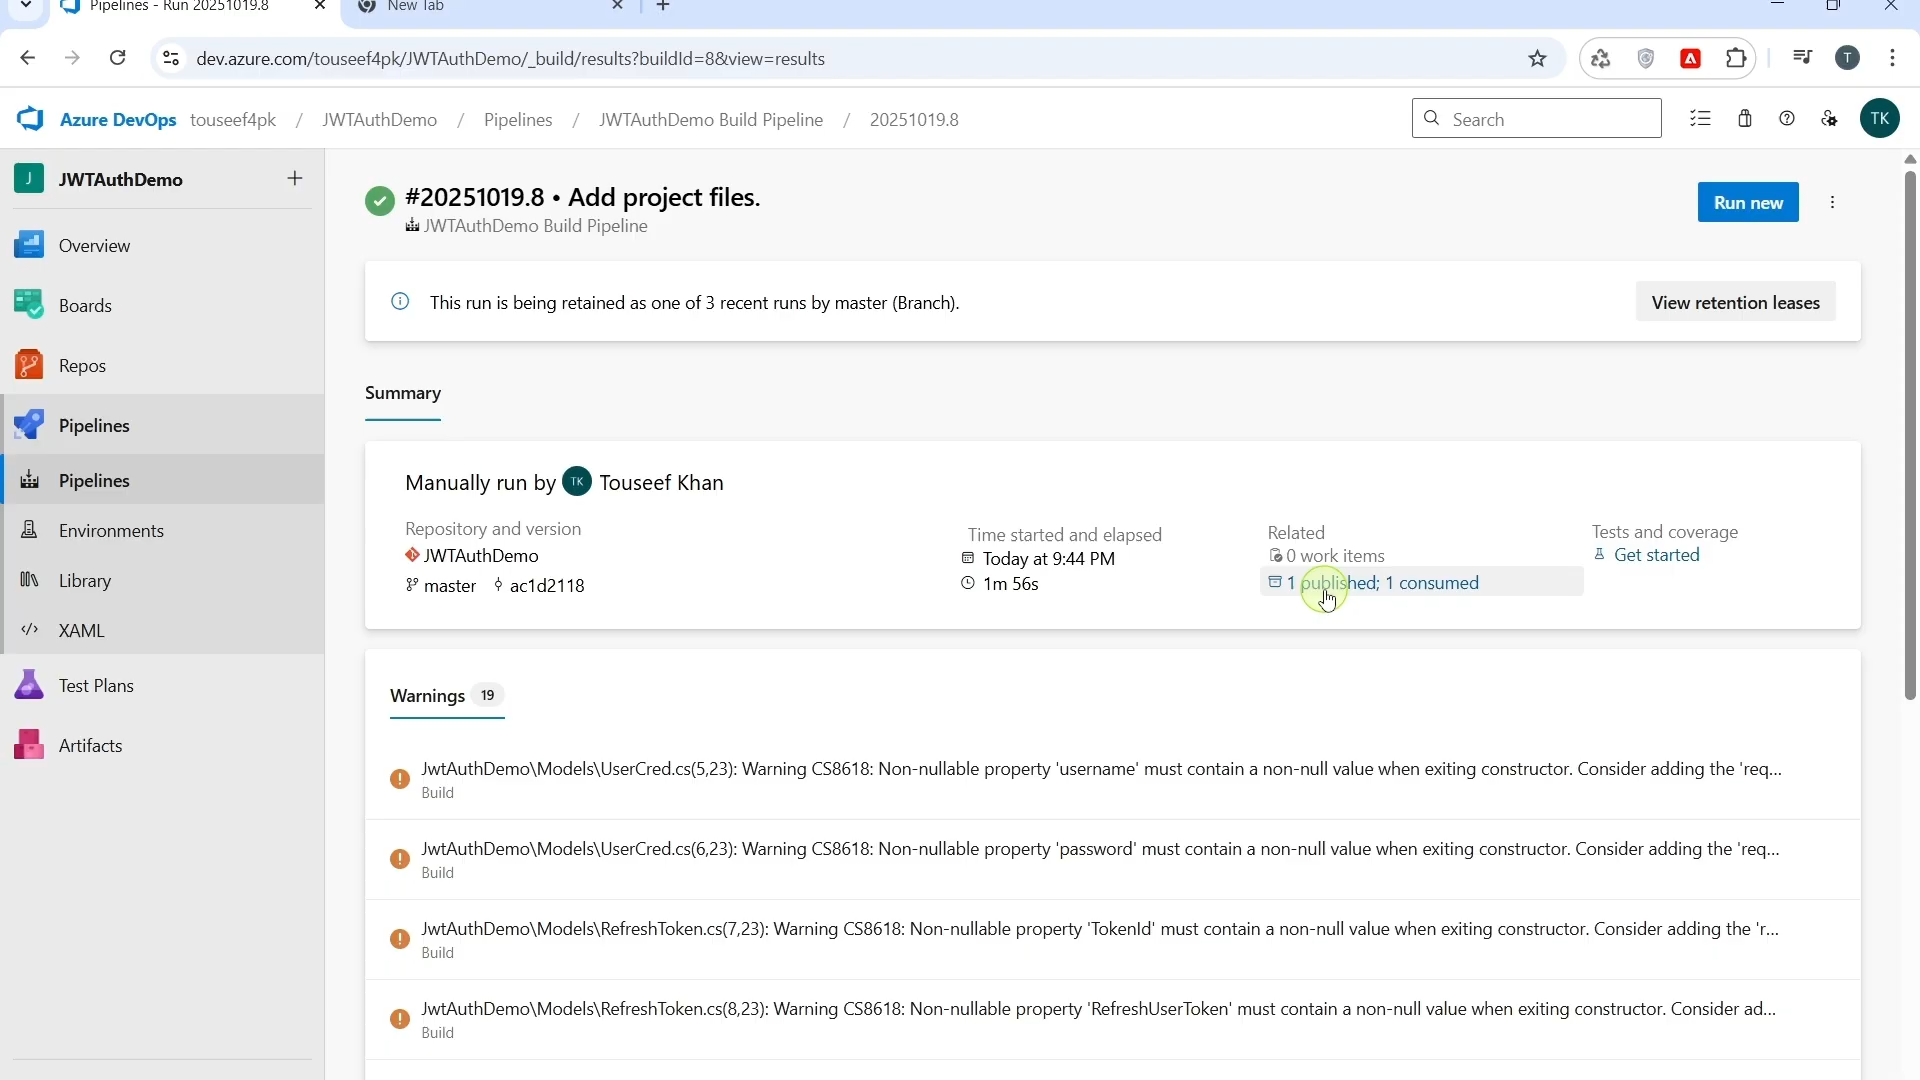 Pipelines - Run 20251019.8
New Tab
dev.azure.com/touseef4pk/JWTAuthDemo/_build/results?buildId=8&view=results
T
Azure DevOps touseef4pk / JWTAuthDemo / Pipelines / JWTAuthDemo Build Pipeline / 20251019.8
Search
TK
J JWTAuthDemo
Overview
Boards
Repos
Pipelines
Pipelines
Environments
Library
XAML
Test Plans
Artifacts
#20251019.8 • Add project files.
JWTAuthDemo Build Pipeline
Run new
This run is being retained as one of 3 recent runs by master (Branch).
View retention leases
Summary
Manually run by TK Touseef Khan
Repository and version
JWTAuthDemo
master ac1d2118
Time started and elapsed
Today at 9:44 PM
1m 56s
Related
0 work items
1 published; 1 consumed
Tests and coverage
Get started
Warnings 19
JwtAuthDemo\Models\UserCred.cs(5,23): Warning CS8618: Non-nullable property 'username' must contain a non-null value when exiting constructor. Consider adding the 'req...
Build
JwtAuthDemo\Models\UserCred.cs(6,23): Warning CS8618: Non-nullable property 'password' must contain a non-null value when exiting constructor. Consider adding the 'req...
Build
JwtAuthDemo\Models\RefreshToken.cs(7,23): Warning CS8618: Non-nullable property 'TokenId' must contain a non-null value when exiting constructor. Consider adding the 'r...
Build
JwtAuthDemo\Models\RefreshToken.cs(8,23): Warning CS8618: Non-nullable property 'RefreshUserToken' must contain a non-null value when exiting constructor. Consider ad...
Build